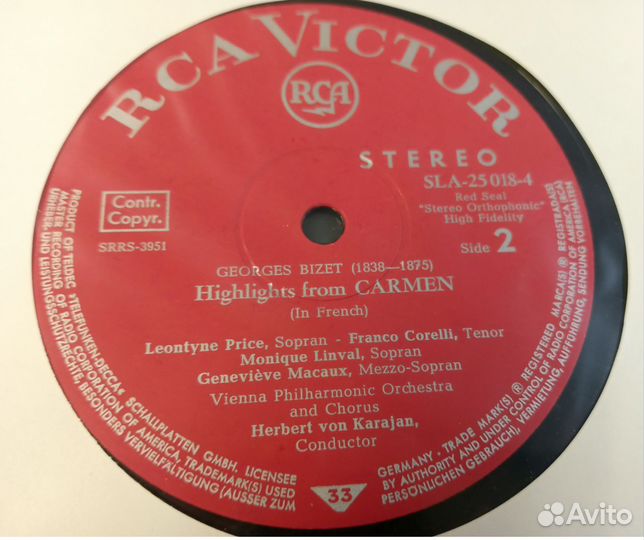 RCA VICTOR
RCA
STEREO
SLA-25 018-4
Red Seal
"Stereo Orthophonic"
High Fidelity
Contr.
Copyr.
SRRS-3951
Side 2
GEORGES BIZET (1838—1875)
Highlights from CARMEN
(In French)
Leontyne Price, Sopran - Franco Corelli, Tenor
Monique Linval, Sopran
Geneviève Macaux, Mezzo-Sopran
Vienna Philharmonic Orchestra
and Chorus
Herbert von Karajan,
Conductor
33
PRODUCT OF TELDEC »TELEFUNKEN-DECCA« SCHALLPLATTEN GMBH. LICENSEE
MASTER RECORDING OF RADIO CORPORATION OF AMERICA, TRADEMARK(S) USED
URHEBER- UND LEISTUNGSSCHUTZRECHTE, BESONDERS VERVIELFÄLTIGUNG (AUSSER ZUM
GERMANY · TRADE MARK(S) ® REGISTERED MARCA(S) ® REGISTRADA(S)
BY AUTHORITY AND UNDER CONTROL OF RADIO CORPORATION OF AMERICA (RCA)
PERSÖNLICHEN GEBRAUCH), VERMIETUNG, AUFFÜHRUNG, SENDUNG VORBEHALTEN
Avito